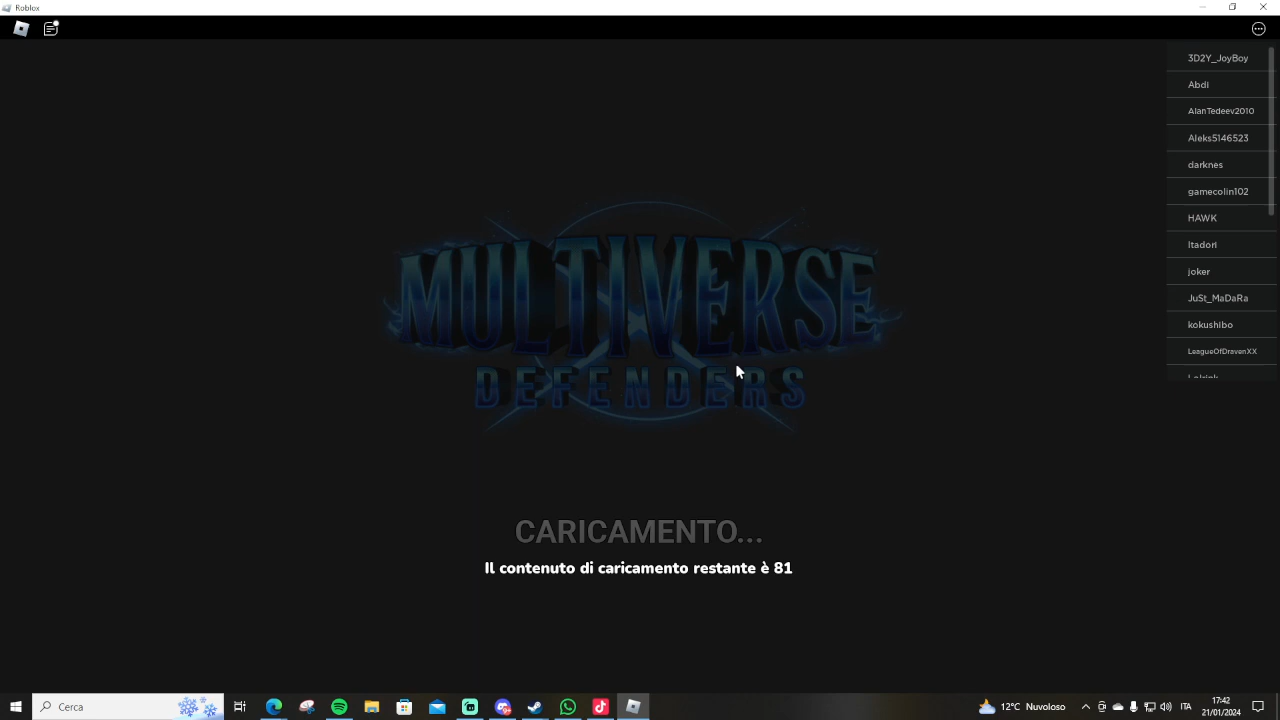 Roblox
3D2Y_JoyBoy
Abdi
AlanTedeev2010
Aleks5146523
darknes
gamecolin102
HAWK
Itadori
joker
JuSt_MaDaRa
kokushibo
LeagueOfDravenXX
MULTIVERSE
DEFENDERS
CARICAMENTO...
Il contenuto di caricamento restante è 81
Cerca
12°C Nuvoloso
ITA
17:42
21/01/2024